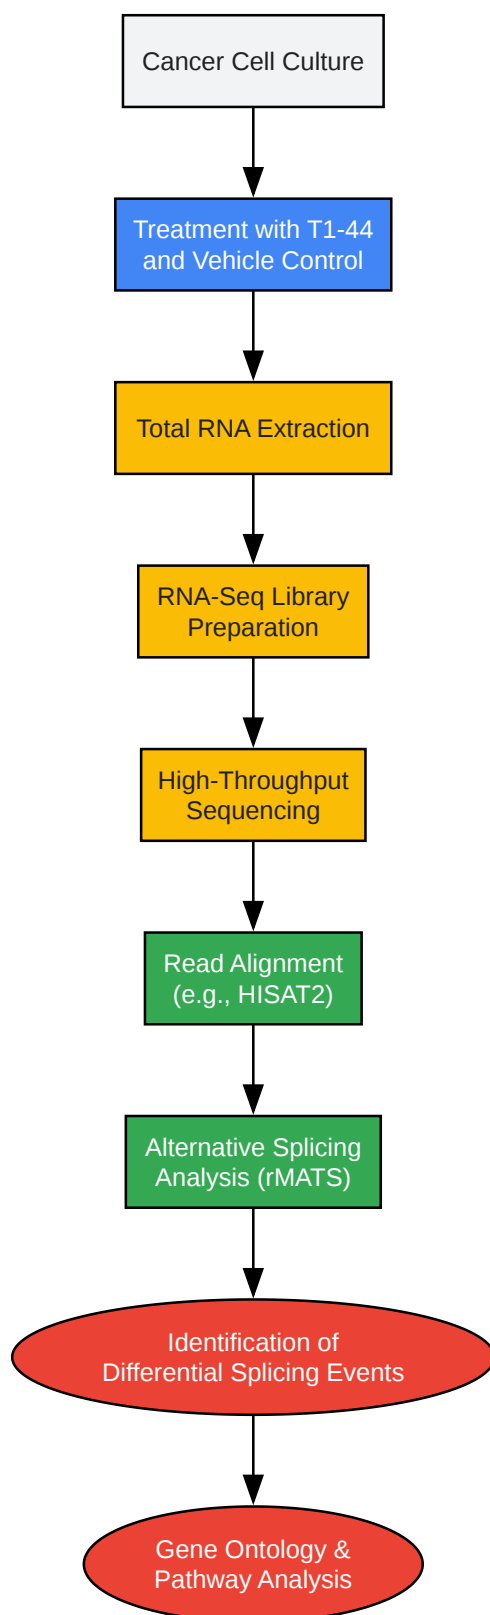 Cancer Cell Culture
Treatment with T1-44
and Vehicle Control
Total RNA Extraction
RNA-Seq Library
Preparation
High-Throughput
Sequencing
Read Alignment
(e.g., HISAT2)
Alternative Splicing
Analysis (rMATS)
Identification of
Differential Splicing Events
Gene Ontology &
Pathway Analysis